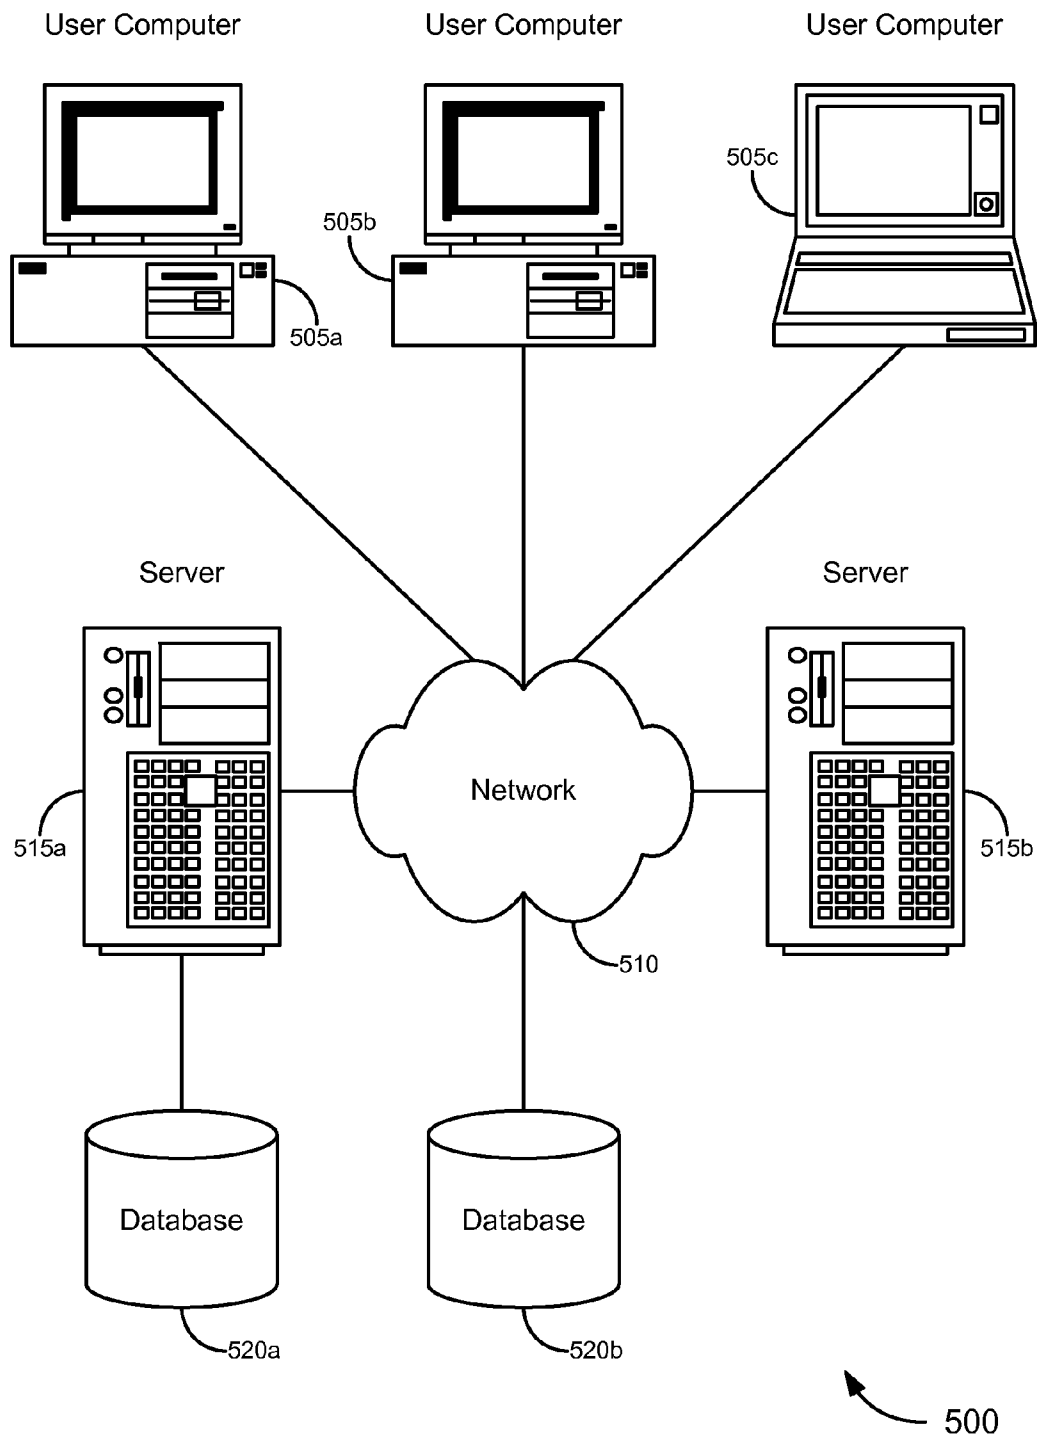 User Computer
User Computer
User Computer
505c
505b
505a
Server
Server
Network
515a
515b
510
Database
Database
520a
520b
500